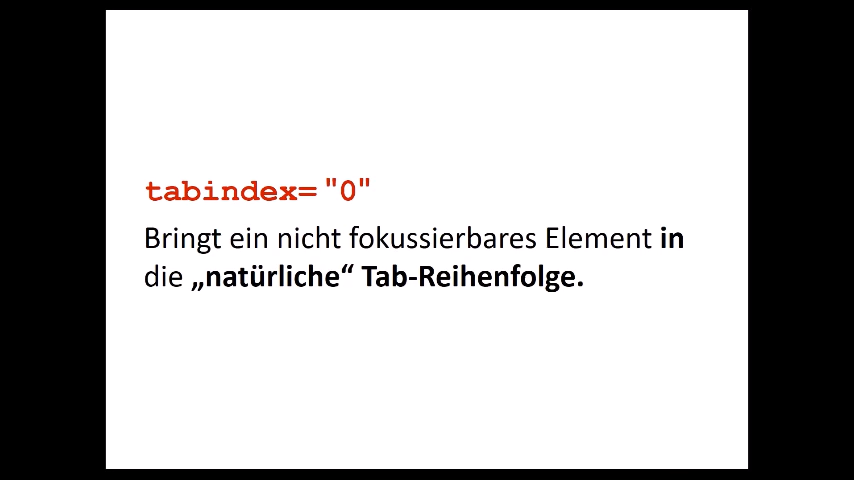 tabindex="0"
Bringt ein nicht fokussierbares Element in
die „natürliche“ Tab-Reihenfolge.